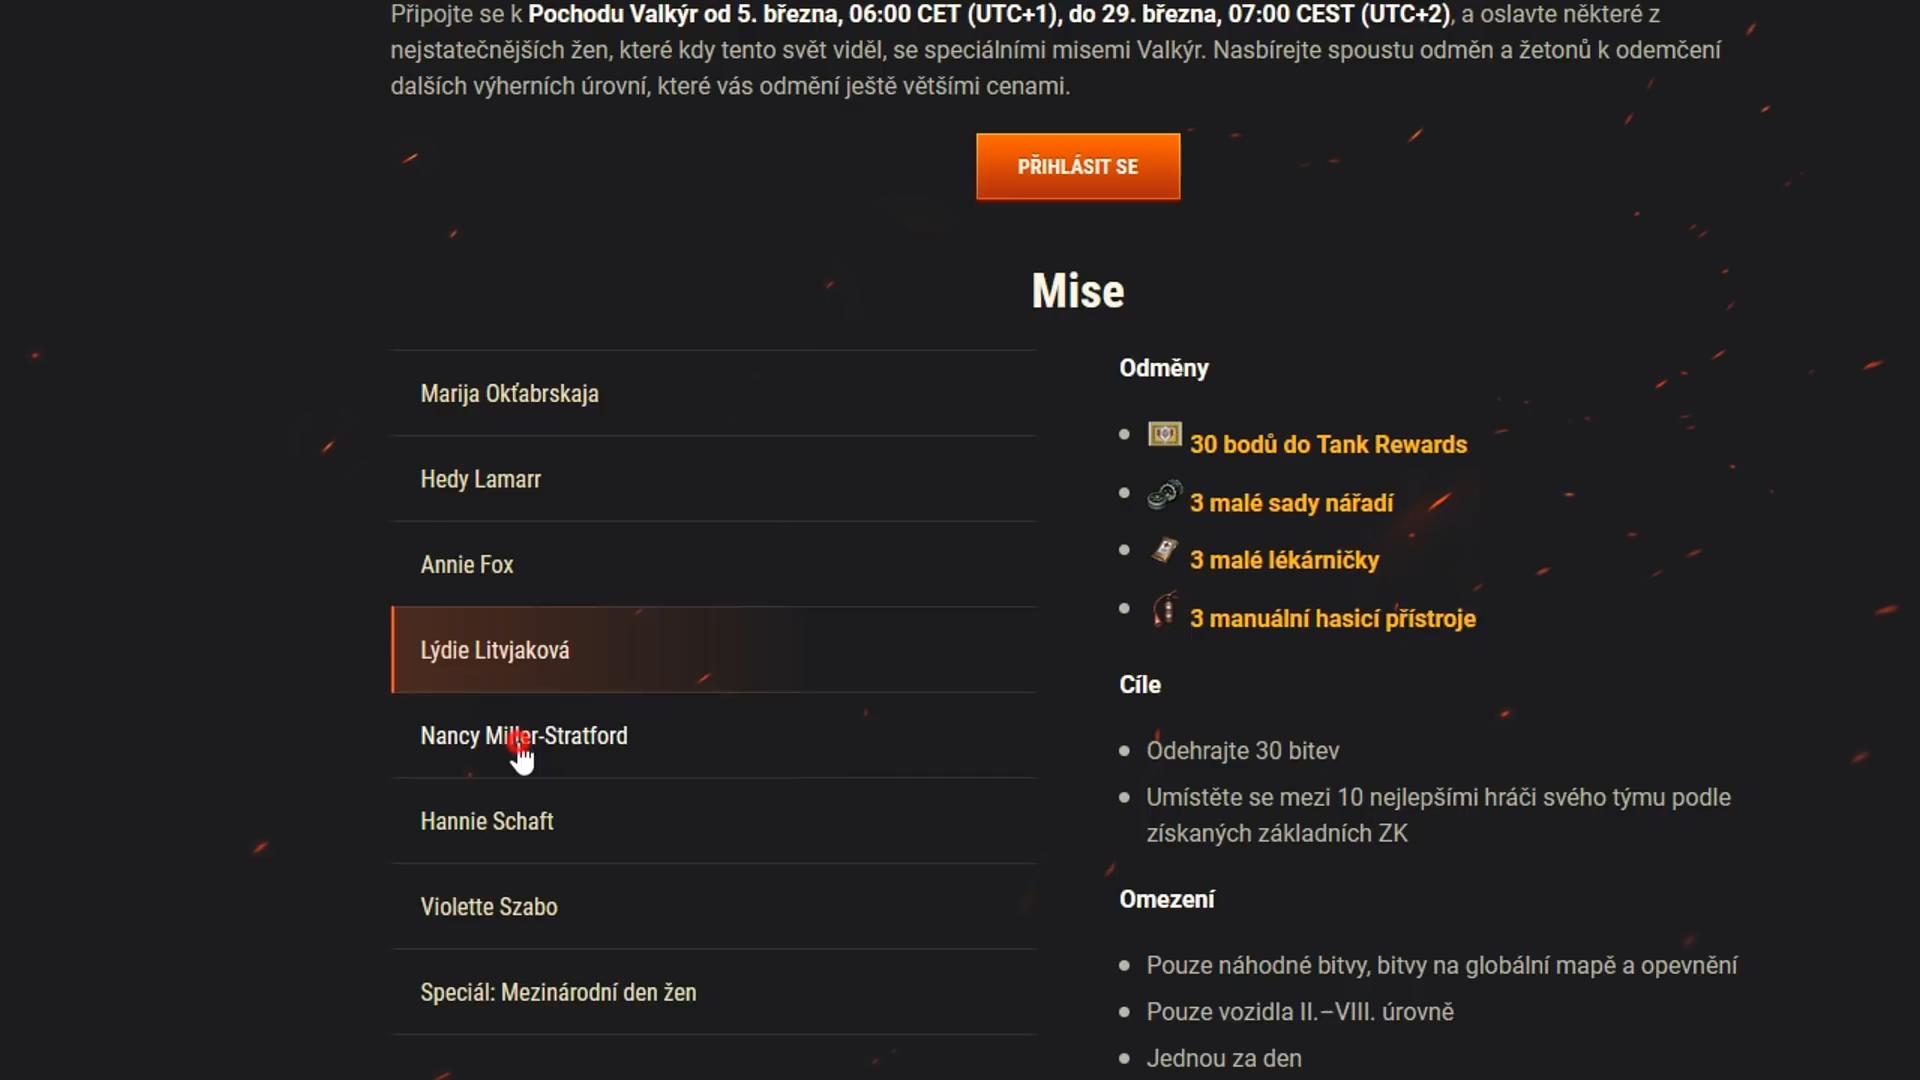 Připojte se k Pochodu Valkýr od 5. března, 06:00 CET (UTC+1), do 29. března, 07:00 CEST (UTC+2), a oslavte některé z
nejstatečnějších žen, které kdy tento svět viděl, se speciálními misemi Valkýr. Nasbírejte spoustu odměn a žetonů k odemčení
dalších výherních úrovní, které vás odmění ještě většími cenami.
PŘIHLÁSIT SE
Mise
Marija Okťabrskaja
Hedy Lamarr
Annie Fox
Lýdie Litvjaková
Nancy Miller-Stratford
Hannie Schaft
Violette Szabo
Speciál: Mezinárodní den žen
Odměny
30 bodů do Tank Rewards
3 malé sady nářadí
3 malé lékárničky
3 manuální hasicí přístroje
Cíle
Odehrajte 30 bitev
Umístěte se mezi 10 nejlepšími hráči svého týmu podle
získaných základních ZK
Omezení
Pouze náhodné bitvy, bitvy na globální mapě a opevnění
Pouze vozidla II.–VIII. úrovně
Jednou za den